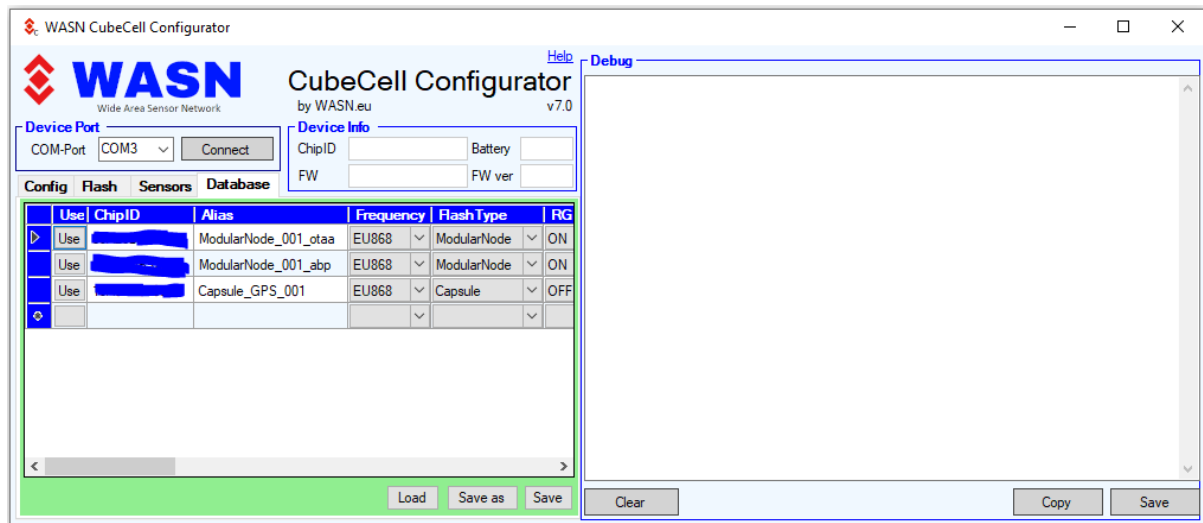 WASN CubeCell Configurator
Help
WASN
Wide Area Sensor Network
CubeCell Configurator
by WASN.eu v7.0
Device Port
COM-Port COM3 Connect
Device Info
ChipID Battery
FW FW ver
Config Flash Sensors Database
Use ChipID Alias Frequency FlashType RG
Use ModularNode_001_otaa EU868 ModularNode ON
Use ModularNode_001_abp EU868 ModularNode ON
Use Capsule_GPS_001 EU868 Capsule OFF
Load Save as Save
Debug
Clear Copy Save